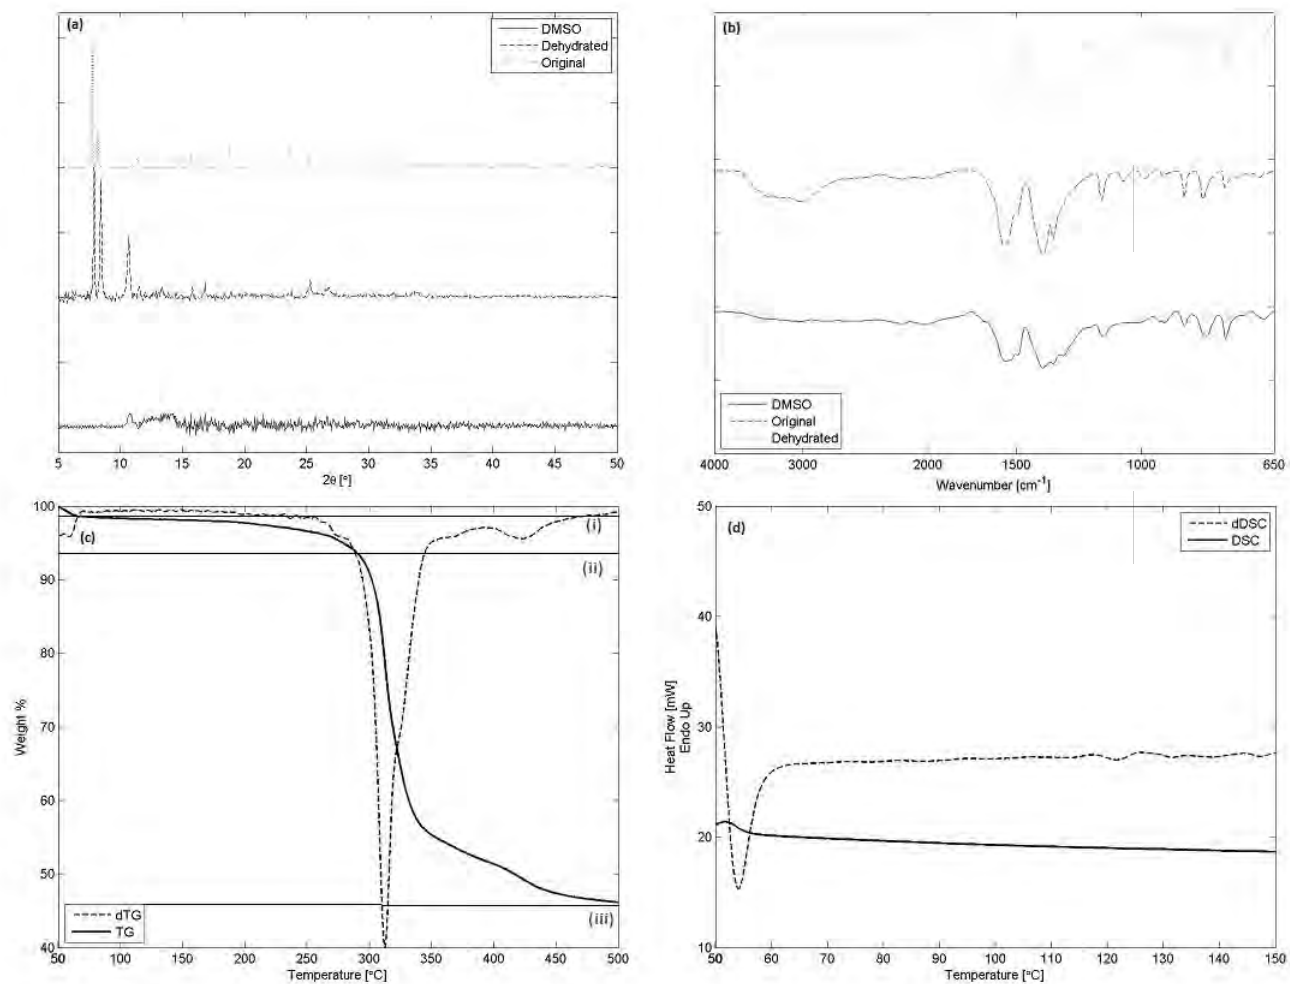 (a)
DMSO
Dehydrated
Original
5 10 15 20 25 30 35 40 45 50
2θ [°]
(b)
DMSO
Original
Dehydrated
4000 3000 2000 1500 1000 650
Wavenumber [cm⁻¹]
100
90
80
70
60
50
40
Weight %
(c)
(i)
(ii)
(iii)
dTG
TG
50 100 150 200 250 300 350 400 450 500
Temperature [°C]
50
40
30
20
10
Heat Flow [mW]
Endo Up
(d)
dDSC
DSC
50 60 70 80 90 100 110 120 130 140 150
Temperature [°C]